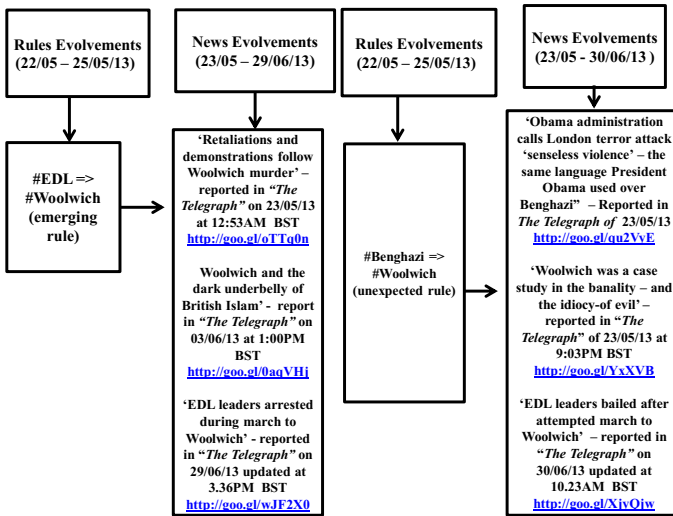 Rules Evolvements
(22/05 – 25/05/13)
News Evolvements
(23/05 – 29/06/13)
Rules Evolvements
(22/05 – 25/05/13)
News Evolvements
(23/05 - 30/06/13 )
#EDL =>
#Woolwich
(emerging
rule)
‘Retaliations and
demonstrations follow
Woolwich murder’ –
reported in “The
Telegraph” on 23/05/13
at 12:53AM BST
http://goo.gl/oTTq0n
Woolwich and the
dark underbelly of
British Islam’ - report
in “The Telegraph” on
03/06/13 at 1:00PM
BST
http://goo.gl/0aqVHj
‘EDL leaders arrested
during march to
Woolwich’ - reported
in “The Telegraph” on
29/06/13 updated at
3.36PM BST
http://goo.gl/wJF2X0
#Benghazi =>
#Woolwich
(unexpected rule)
‘Obama administration
calls London terror attack
‘senseless violence’ – the
same language President
Obama used over
Benghazi” – Reported in
The Telegraph of 23/05/13
http://goo.gl/qu2VvE
‘Woolwich was a case
study in the banality – and
the idiocy-of evil’ –
reported in “The
Telegraph” of 23/05/13 at
9:03PM BST
http://goo.gl/YxXVB
‘EDL leaders bailed after
attempted march to
Woolwich’ – reported in
“The Telegraph” on
30/06/13 updated at
10.23AM BST
http://goo.gl/XjvQjw